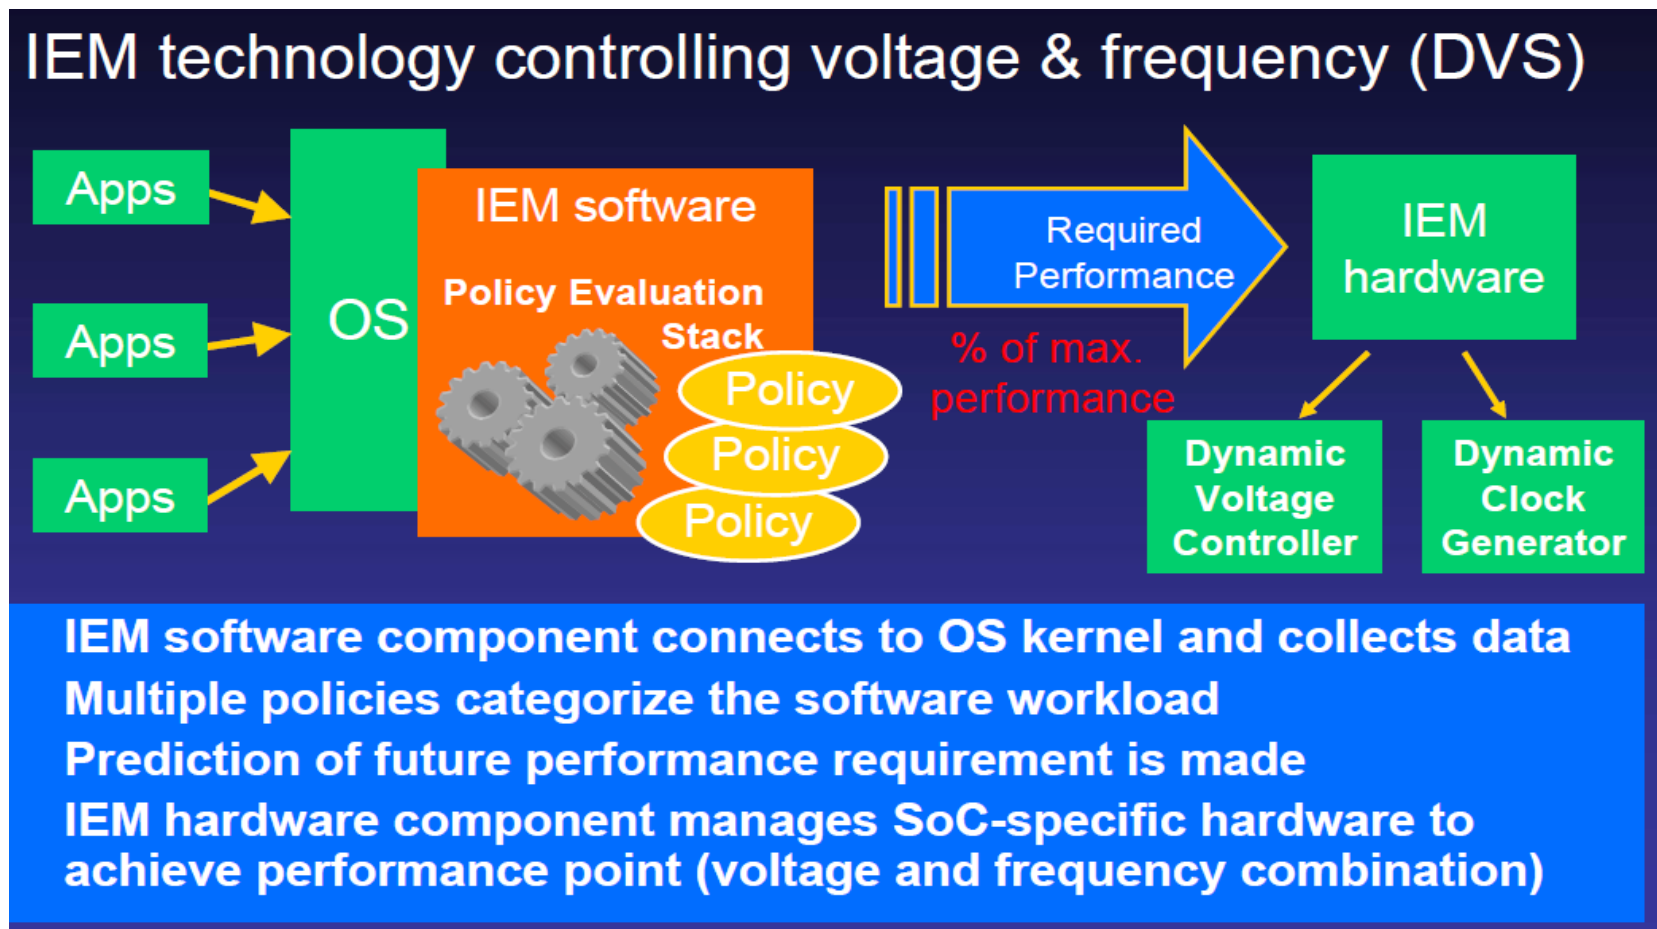 IEM technology controlling voltage & frequency (DVS)
Apps
Apps
Apps
OS
IEM software
Policy Evaluation
Stack
Policy
Policy
Policy
Required
Performance
% of max.
performance
IEM
hardware
Dynamic
Voltage
Controller
Dynamic
Clock
Generator
IEM software component connects to OS kernel and collects data
Multiple policies categorize the software workload
Prediction of future performance requirement is made
IEM hardware component manages SoC-specific hardware to
achieve performance point (voltage and frequency combination)